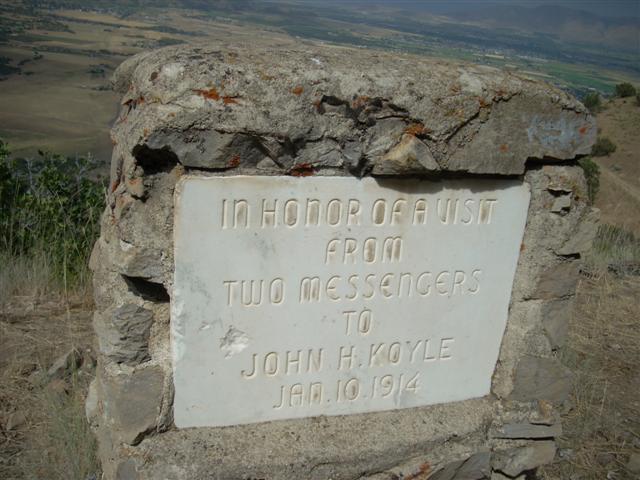 IN HONOR OF A VISIT
FROM
TWO MESSENGERS
TO
JOHN H. KOYLE
JAN. 10. 1914